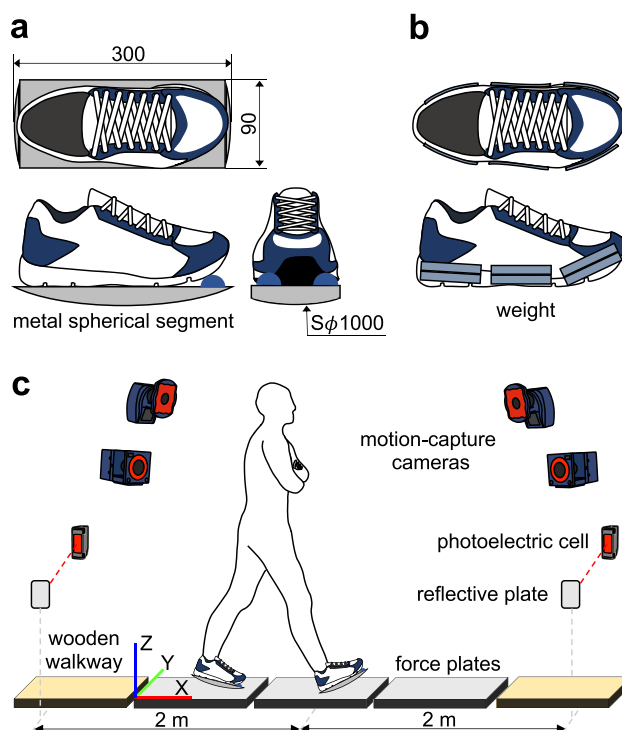 a
b
300
90
metal spherical segment
SΦ1000
weight
c
motion-capture
cameras
photoelectric cell
reflective plate
wooden
walkway
Z
Y
X
force plates
2 m
2 m